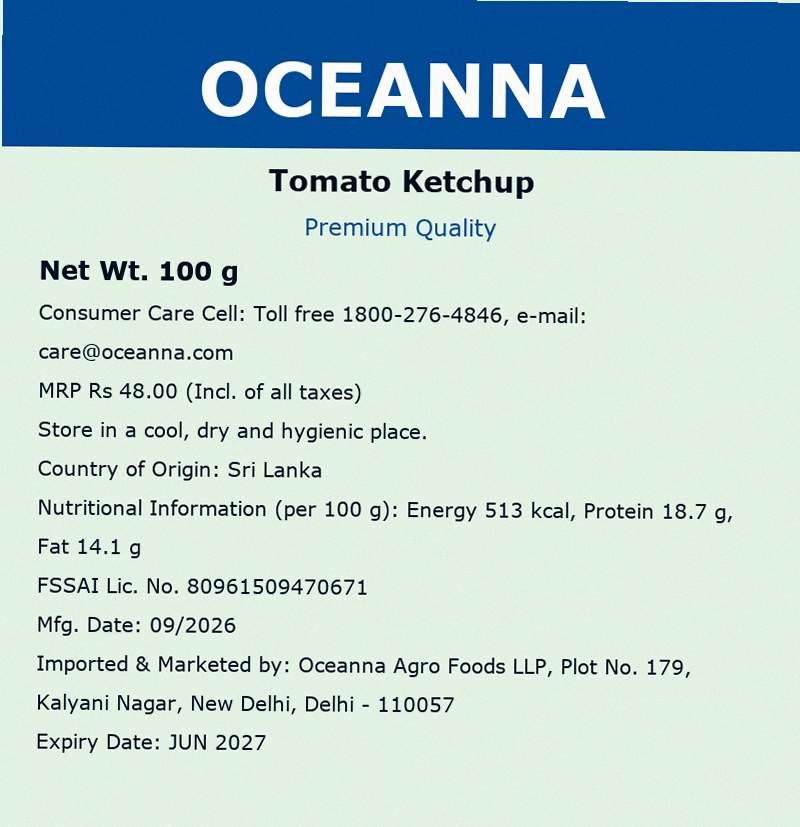 OCEANNA
Tomato Ketchup
Premium Quality
Net Wt. 100 g
Consumer Care Cell: Toll free 1800-276-4846, e-mail:
care@oceanna.com
MRP Rs 48.00 (Incl. of all taxes)
Store in a cool, dry and hygienic place.
Country of Origin: Sri Lanka
Nutritional Information (per 100 g): Energy 513 kcal, Protein 18.7 g,
Fat 14.1 g
FSSAI Lic. No. 80961509470671
Mfg. Date: 09/2026
Imported & Marketed by: Oceanna Agro Foods LLP, Plot No. 179,
Kalyani Nagar, New Delhi, Delhi - 110057
Expiry Date: JUN 2027